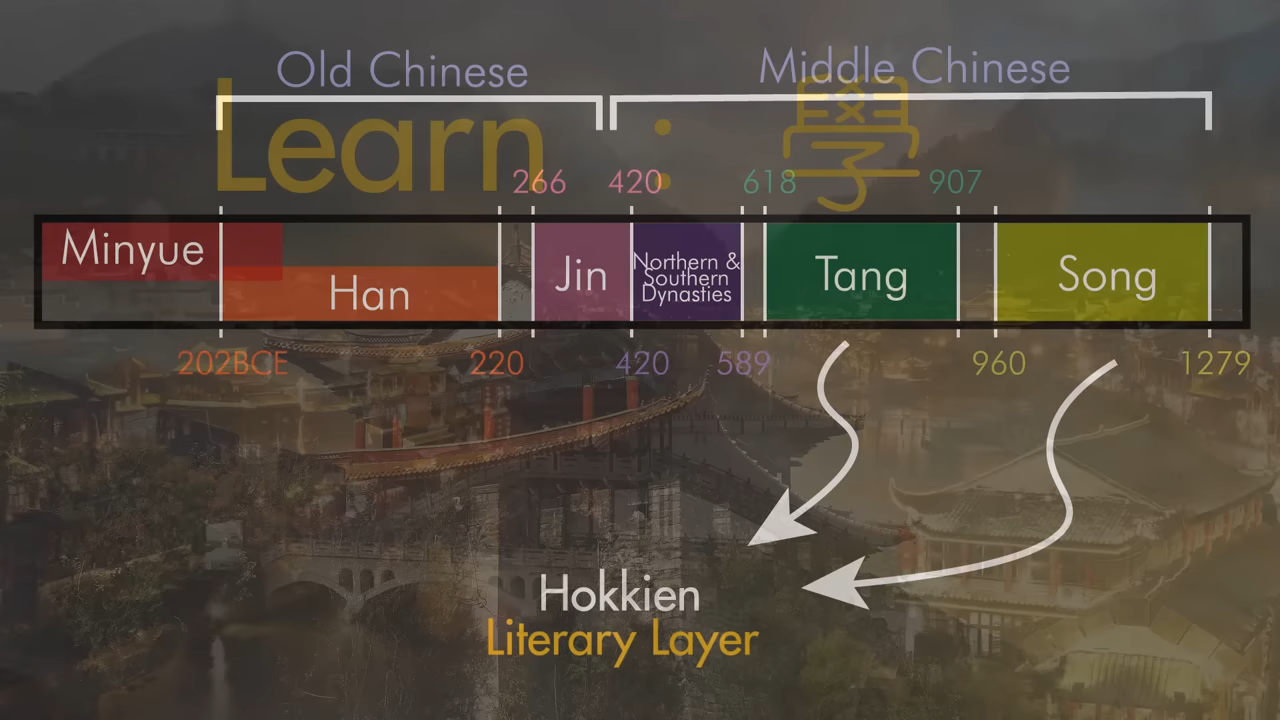 Old Chinese
Middle Chinese
Learn : 學
266 420 618 907
Minyue
Han
Jin
Northern &
Southern
Dynasties
Tang
Song
202BCE 220 420 589 960 1279
Hokkien
Literary Layer